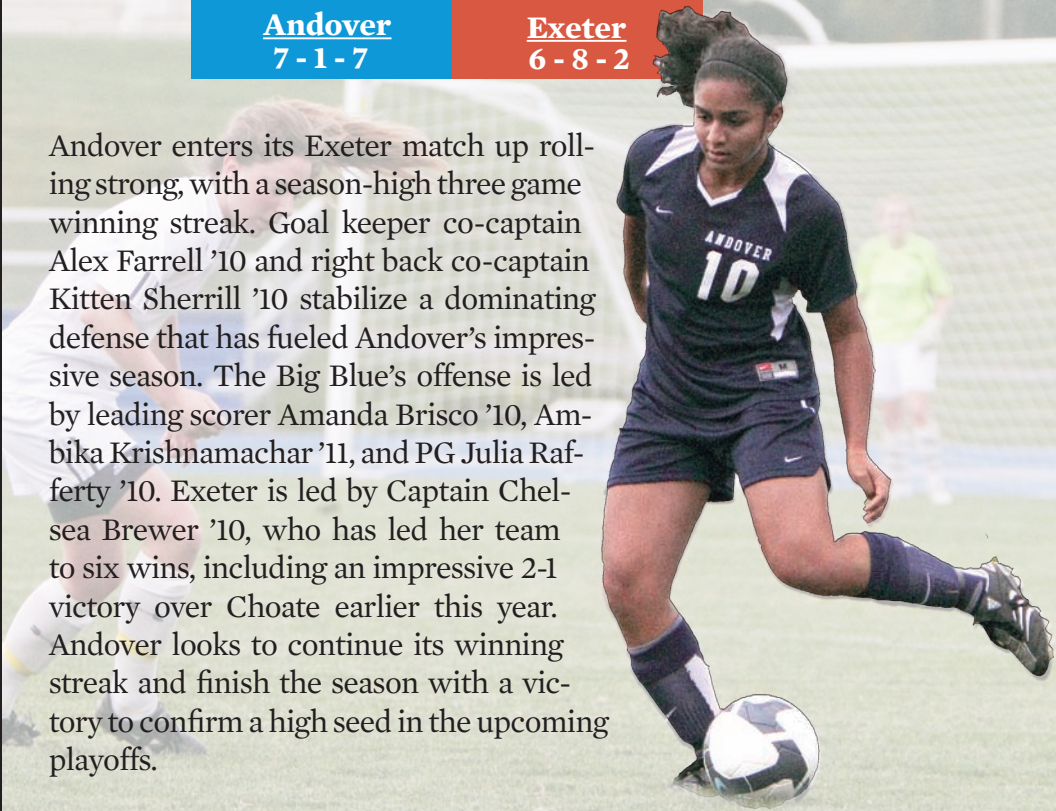 Andover
7 - 1 - 7
Exeter
6 - 8 - 2
Andover enters its Exeter match up roll-
ing strong, with a season-high three game
winning streak. Goal keeper co-captain
Alex Farrell ’10 and right back co-captain
Kitten Sherrill ’10 stabilize a dominating
defense that has fueled Andover’s impres-
sive season. The Big Blue’s offense is led
by leading scorer Amanda Brisco ’10, Am-
bika Krishnamachar ’11, and PG Julia Raf-
ferty ’10. Exeter is led by Captain Chel-
sea Brewer ’10, who has led her team
to six wins, including an impressive 2-1
victory over Choate earlier this year.
Andover looks to continue its winning
streak and finish the season with a vic-
tory to confirm a high seed in the upcoming
playoffs.
ANDOVER
10
M